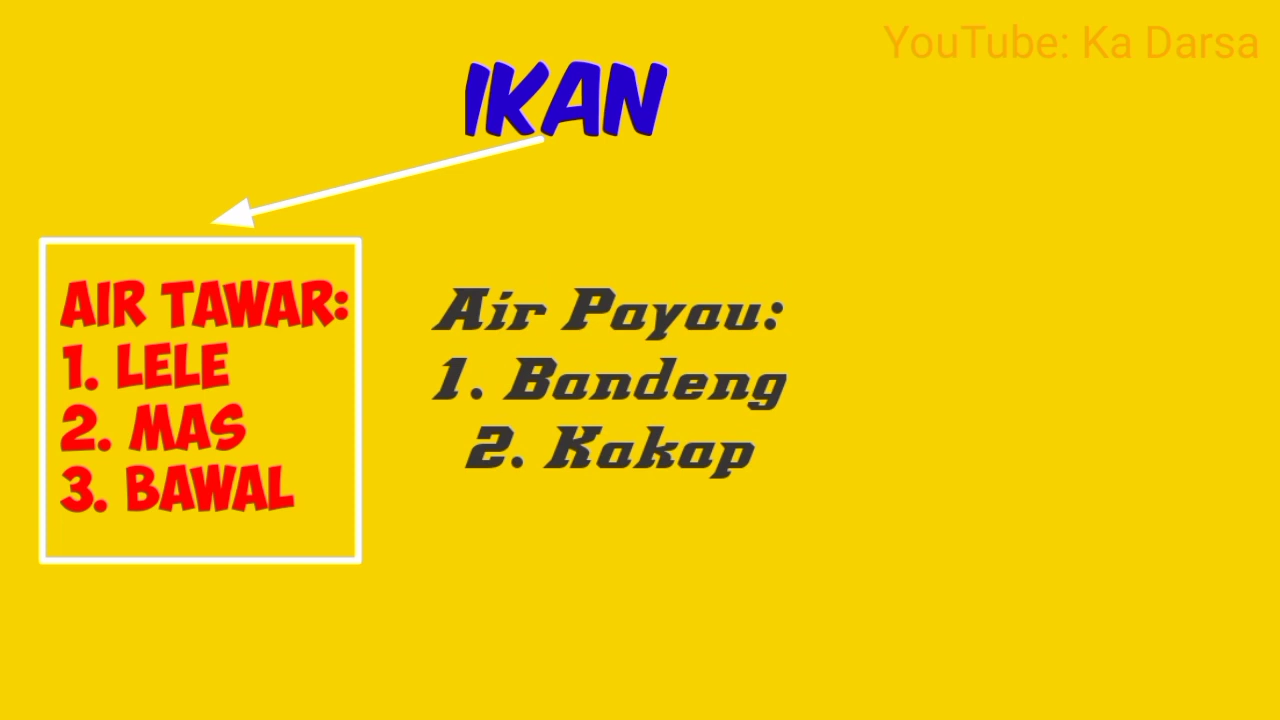 YouTube: Ka Darsa
IKAN
AIR TAWAR:
1. LELE
2. MAS
3. BAWAL
Air Payau:
1. Bandeng
2. Kakap